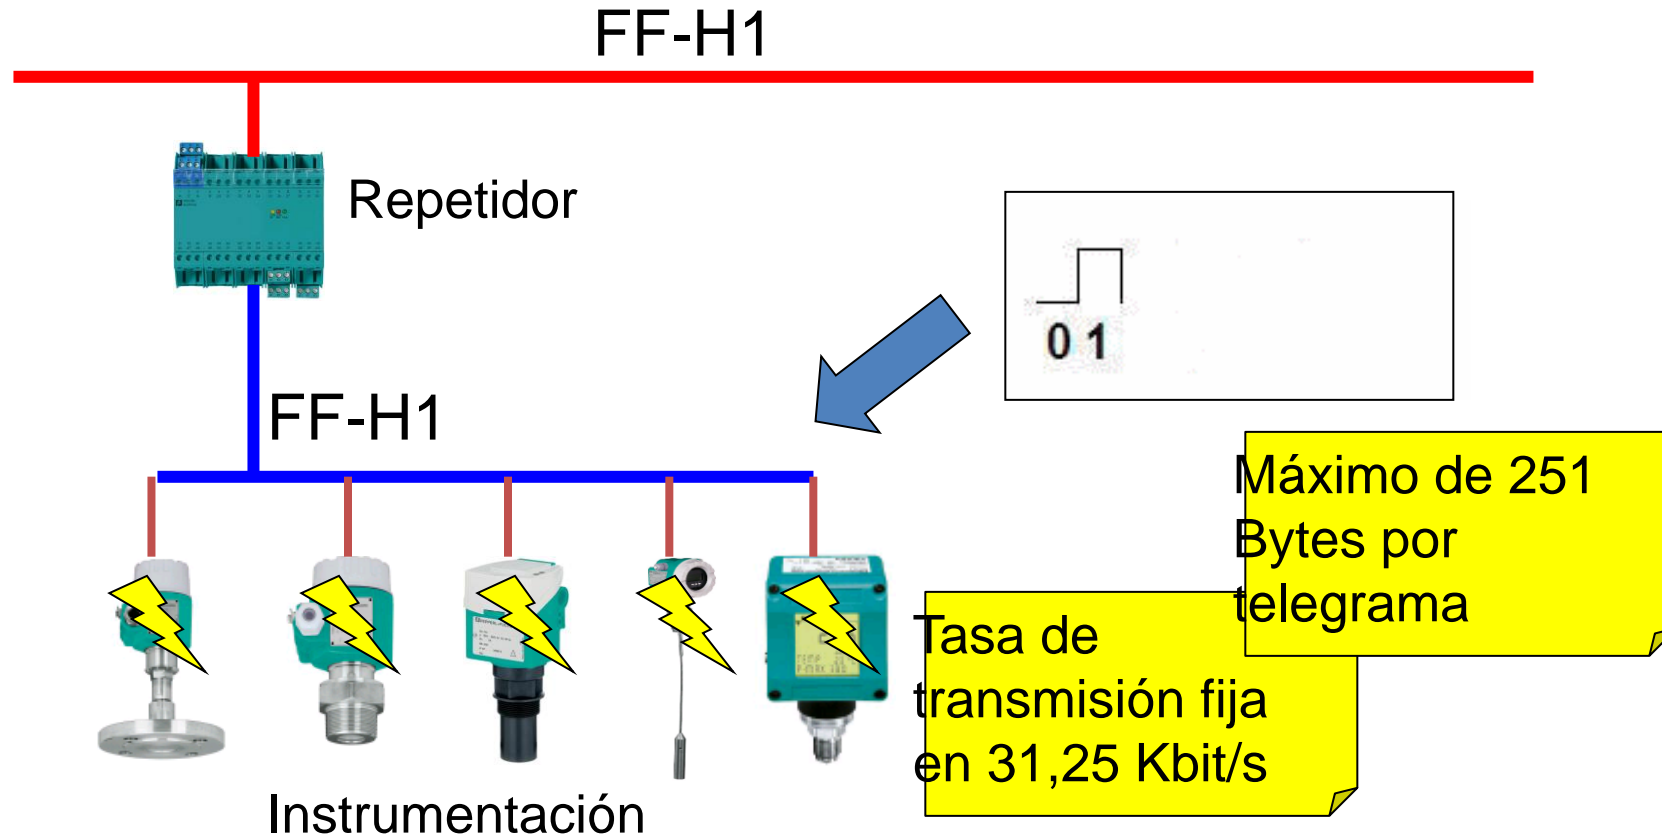 FF-H1
Repetidor
0 1
FF-H1
Máximo de 251
Bytes por
telegrama
Tasa de
transmisión fija
en 31,25 Kbit/s
Instrumentación